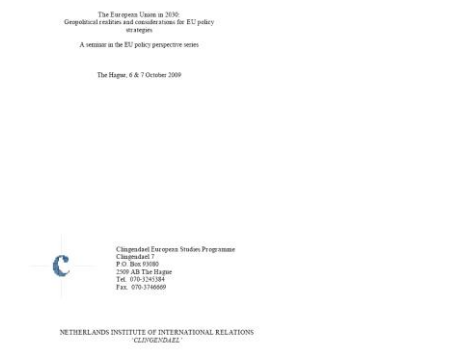 The European Union in 2030:
Geopolitical realities and considerations for EU policy
strategies
A seminar in the EU policy perspective series
The Hague, 6 & 7 October 2009
C
Clingendael European Studies Programme
Clingendael 7
P.O. Box 93080
2509 AB The Hague
Tel. 070-3245384
Fax. 070-3746669
NETHERLANDS INSTITUTE OF INTERNATIONAL RELATIONS
'CLINGENDAEL'